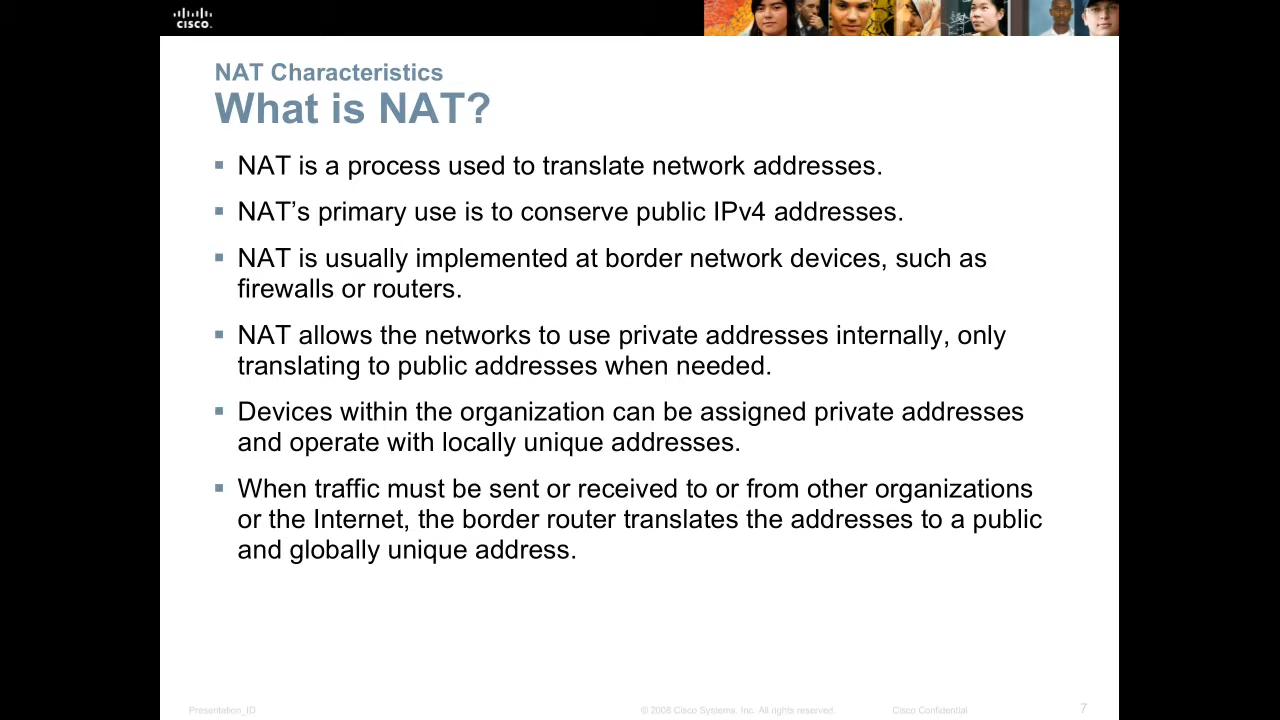 CISCO.
NAT Characteristics
What is NAT?
▪ NAT is a process used to translate network addresses.
▪ NAT’s primary use is to conserve public IPv4 addresses.
▪ NAT is usually implemented at border network devices, such as
firewalls or routers.
▪ NAT allows the networks to use private addresses internally, only
translating to public addresses when needed.
▪ Devices within the organization can be assigned private addresses
and operate with locally unique addresses.
▪ When traffic must be sent or received to or from other organizations
or the Internet, the border router translates the addresses to a public
and globally unique address.
Presentation_ID © 2008 Cisco Systems, Inc. All rights reserved. Cisco Confidential 7